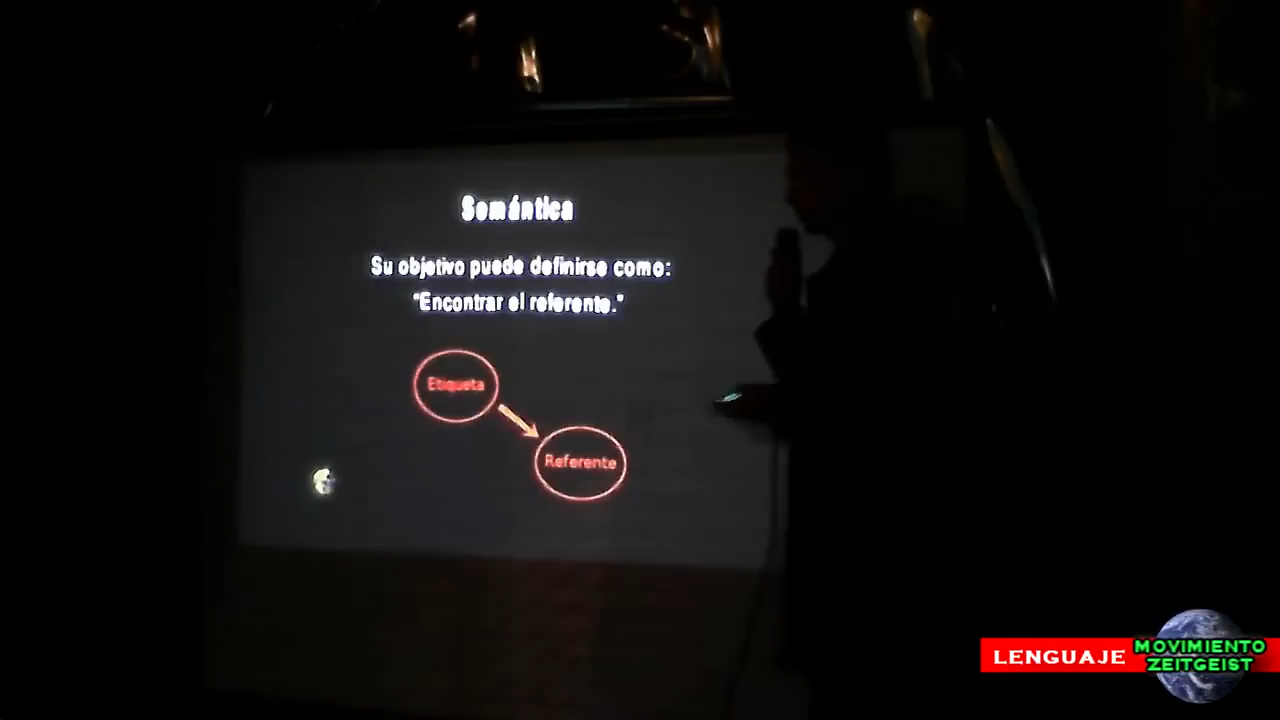 Semántica
Su objetivo puede definirse como:
"Encontrar el referente."
Etiqueta
Referente
LENGUAJE
MOVIMIENTO
ZEITGEIST